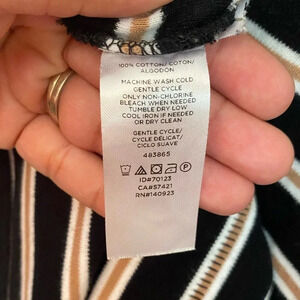 100% COTTON/ COTON/
ALGODON
MACHINE WASH COLD
GENTLE CYCLE
ONLY NON-CHLORINE
BLEACH WHEN NEEDED
TUMBLE DRY LOW
COOL IRON IF NEEDED
OR DRY CLEAN
GENTLE CYCLE/
CYCLE DELICAT/
CICLO SUAVE
483865
ID#70123
CA#57421
RN#140923